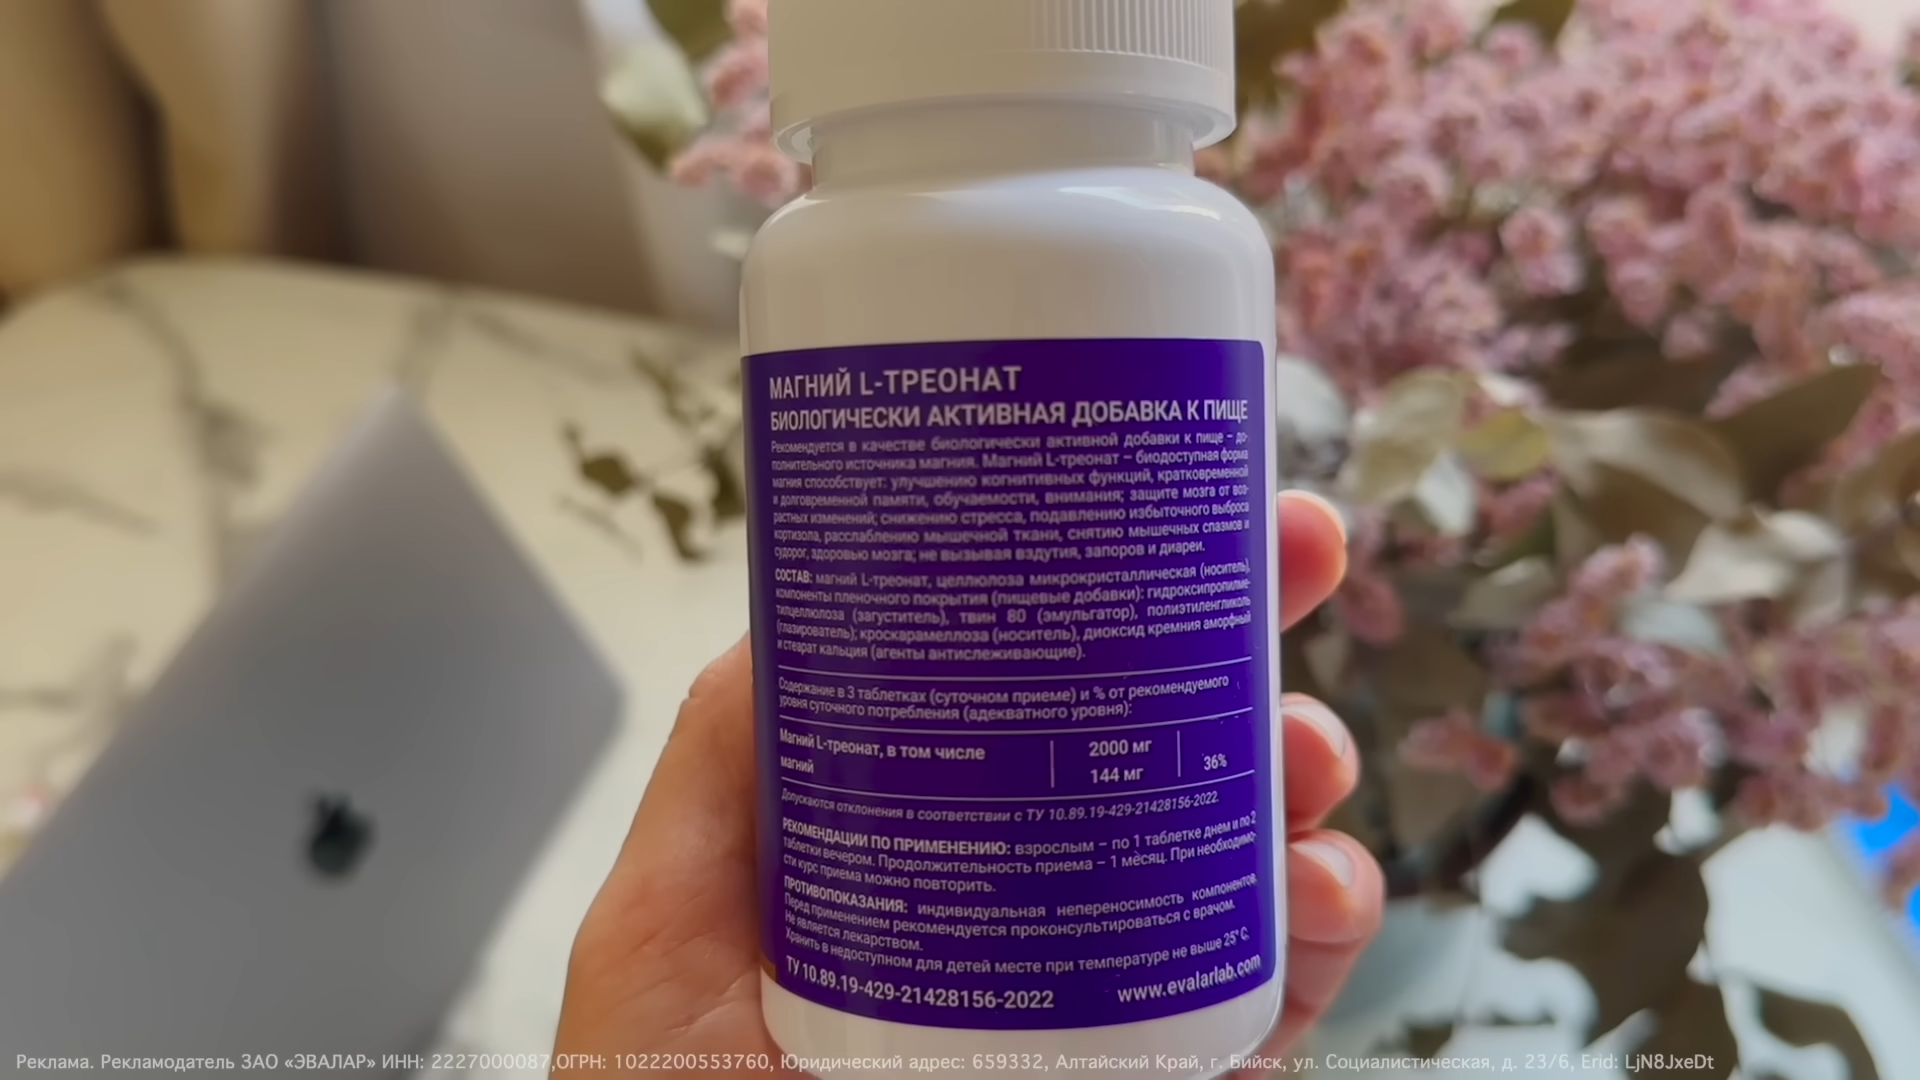 МАГНИЙ L-ТРЕОНАТ
БИОЛОГИЧЕСКИ АКТИВНАЯ ДОБАВКА К ПИЩЕ
Рекомендуется в качестве биологически активной добавки к пище – до-
полнительного источника магния. Магний L-треонат – биодоступная форма
магния способствует: улучшению когнитивных функций, кратковременной
и долговременной памяти, обучаемости, внимания; защите мозга от воз-
растных изменений; снижению стресса, подавлению избыточного выброса
кортизола, расслаблению мышечной ткани, снятию мышечных спазмов и
судорог, здоровью мозга; не вызывая вздутия, запоров и диареи.
СОСТАВ: магний L-треонат, целлюлоза микрокристаллическая (носитель),
компоненты пленочного покрытия (пищевые добавки): гидроксипропилме-
тилцеллюлоза (загуститель), твин 80 (эмульгатор), полиэтиленгликоль
(глазирователь); кроскарамеллоза (носитель), диоксид кремния аморфный
и стеарат кальция (агенты антислеживающие).
Содержание в 3 таблетках (суточном приеме) и % от рекомендуемого
уровня суточного потребления (адекватного уровня):
Магний L-треонат, в том числе 2000 мг
магний 144 мг 36%
Допускаются отклонения в соответствии с ТУ 10.89.19-429-21428156-2022.
РЕКОМЕНДАЦИИ ПО ПРИМЕНЕНИЮ: взрослым – по 1 таблетке днем и по 2
таблетки вечером. Продолжительность приема – 1 месяц. При необходимо-
сти курс приема можно повторить.
ПРОТИВОПОКАЗАНИЯ: индивидуальная непереносимость компонентов.
Перед применением рекомендуется проконсультироваться с врачом.
Не является лекарством.
Хранить в недоступном для детей месте при температуре не выше 25°С.
ТУ 10.89.19-429-21428156-2022 www.evalarlab.com
Реклама. Рекламодатель ЗАО «ЭВАЛАР» ИНН: 2227000087,ОГРН: 1022200553760, Юридический адрес: 659332, Алтайский Край, г. Бийск, ул. Социалистическая, д. 23/6, Erid: LjN8JxeDt